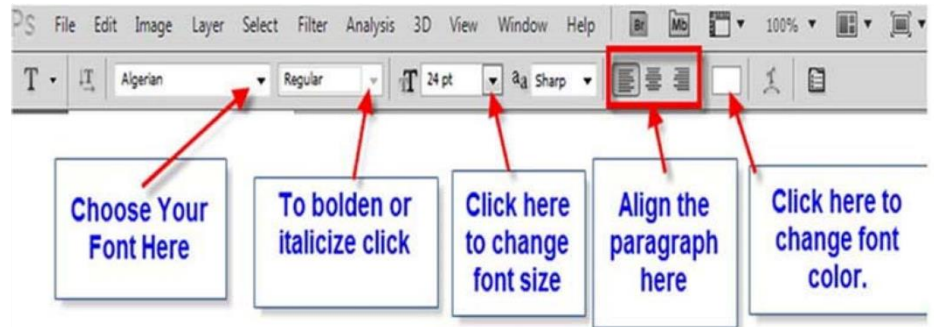 PS File Edit Image Layer Select Filter Analysis 3D View Window Help Br Mb 100%
T T Algerian Regular T 24 pt aa Sharp T
Choose Your
Font Here
To bolden or
italicize click
Click here
to change
font size
Align the
paragraph
here
Click here to
change font
color.